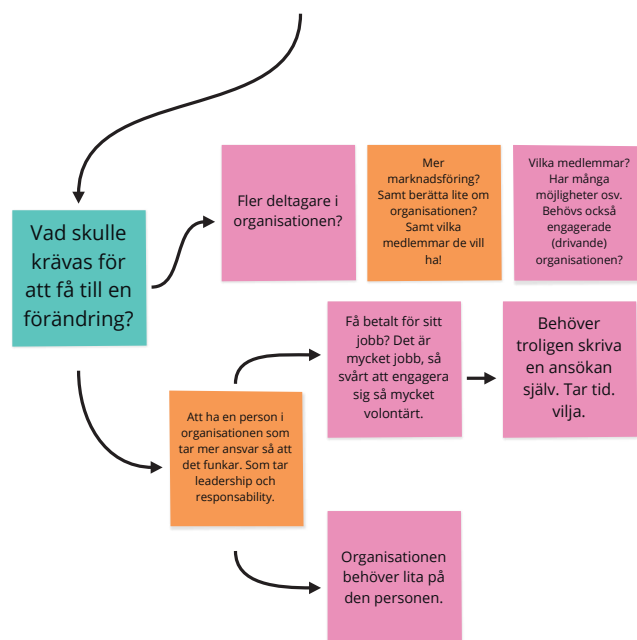 Vad skulle
krävas för
att få till en
förändring?
Fler deltagare i
organisationen?
Mer
marknadsföring?
Samt berätta lite om
organisationen?
Samt vilka
medlemmar de vill
ha!
Vilka medlemmar?
Har många
möjligheter osv.
Behövs också
engagerade
(drivande)
organisationen?
Att ha en person i
organisationen som
tar mer ansvar så att
det funkar. Som tar
leadership och
responsability.
Få betalt för sitt
jobb? Det är
mycket jobb, så
svårt att engagera
sig så mycket
volontärt.
Behöver
troligen skriva
en ansökan
själv. Tar tid.
vilja.
Organisationen
behöver lita på
den personen.